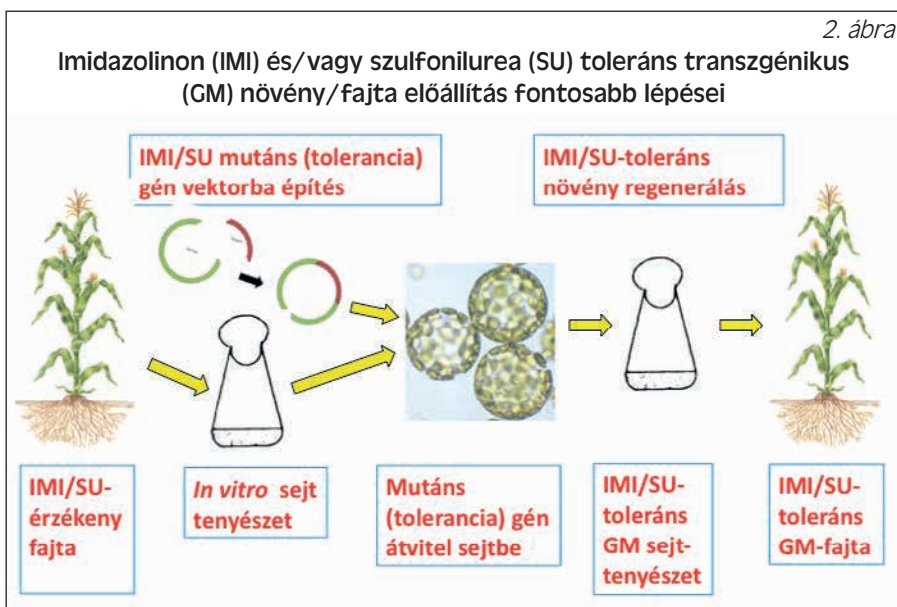 2. ábra
Imidazolinon (IMI) és/vagy szulfonilurea (SU) toleráns transzgénikus
(GM) növény/fajta előállítás fontosabb lépései
IMI/SU mutáns (tolerancia)
gén vektorba építés
IMI/SU-toleráns
növény regenerálás
IMI/SU-
érzékeny
fajta
In vitro sejt
tenyészet
Mutáns
(tolerancia) gén
átvitel sejtbe
IMI/SU-
toleráns
GM sejt-
tenyészet
IMI/SU-
toleráns
GM-fajta